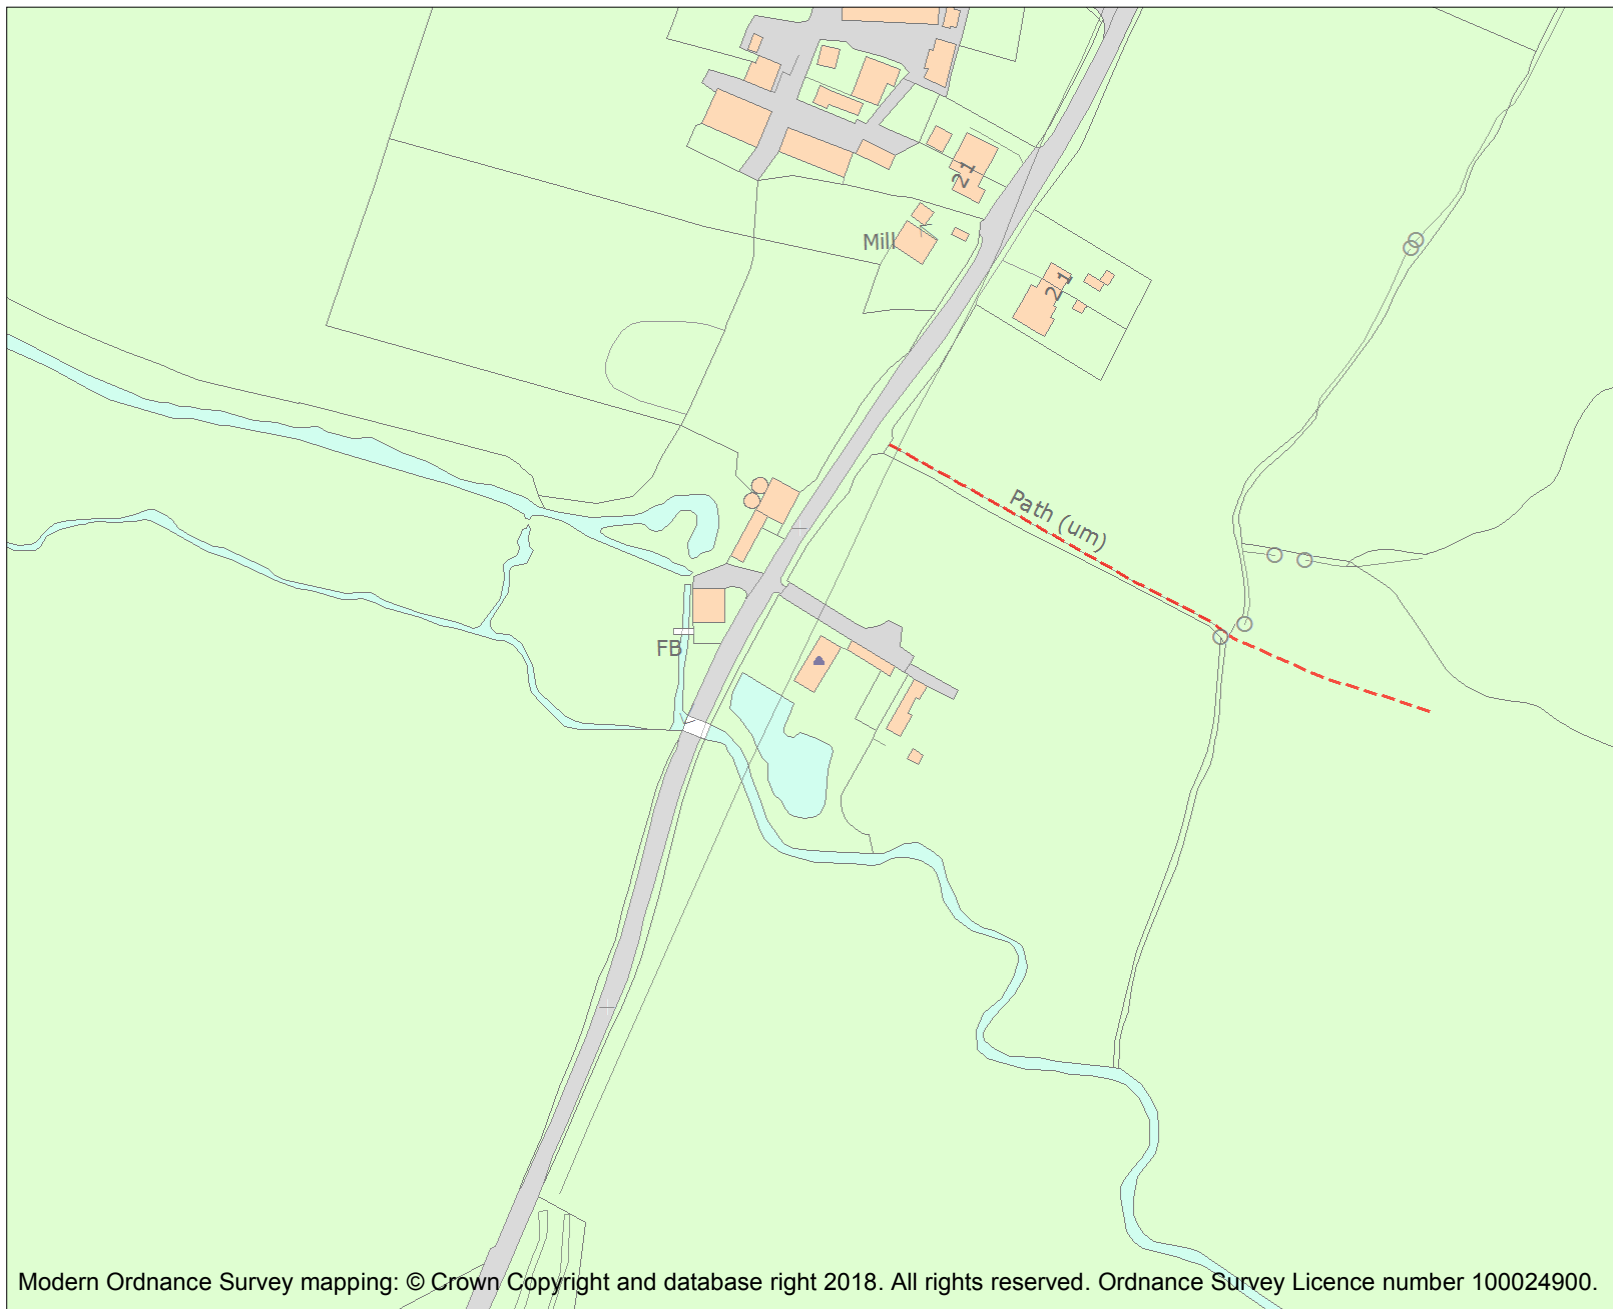 21
Mill
21
Path (um)
FB
Modern Ordnance Survey mapping: © Crown Copyright and database right 2018. All rights reserved. Ordnance Survey Licence number 100024900.